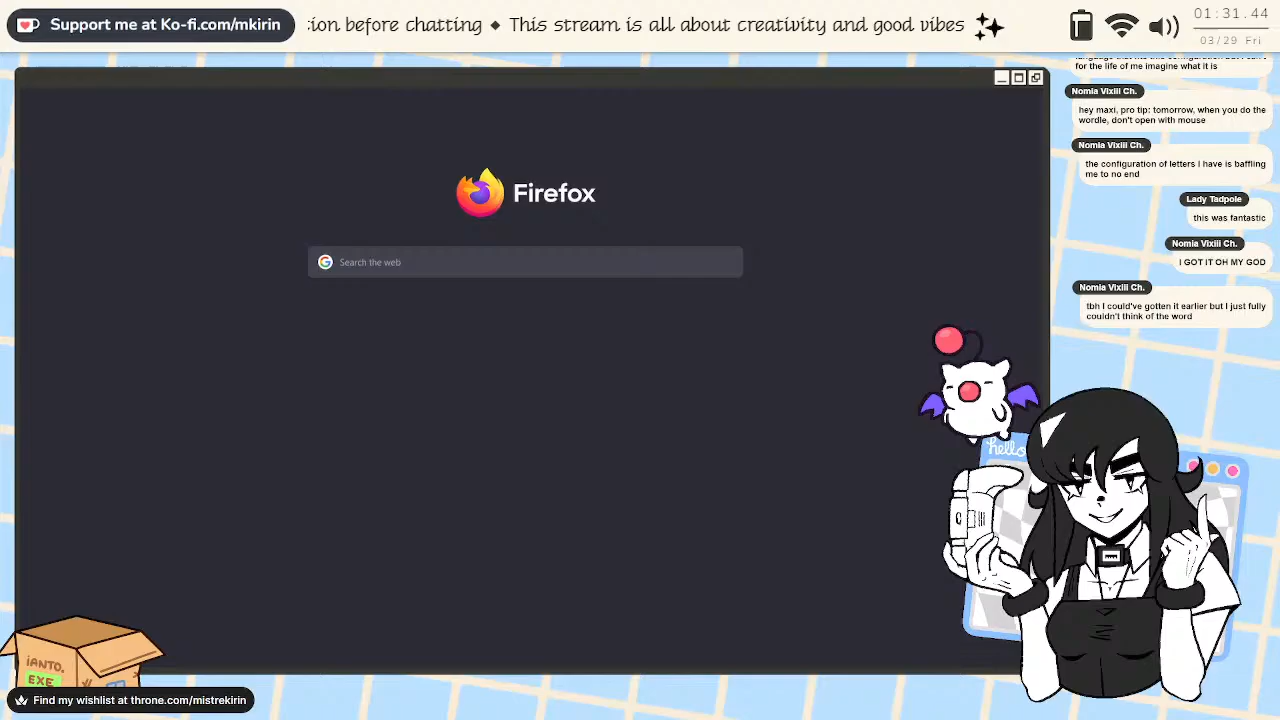 Support me at Ko-fi.com/mkirin
ion before chatting ◆ This stream is all about creativity and good vibes
01:31.44
03/29 Fri
for the life of me imagine what it is
Nomia Vixiii Ch.
hey maxi, pro tip: tomorrow, when you do the
wordle, don't open with mouse
Nomia Vixiii Ch.
the configuration of letters I have is baffling
me to no end
Lady Tadpole
this was fantastic
Nomia Vixiii Ch.
I GOT IT OH MY GOD
Nomia Vixiii Ch.
tbh I could've gotten it earlier but I just fully
couldn't think of the word
Firefox
Search the web
hello
iANTO.
EXE
Find my wishlist at throne.com/mistrekirin